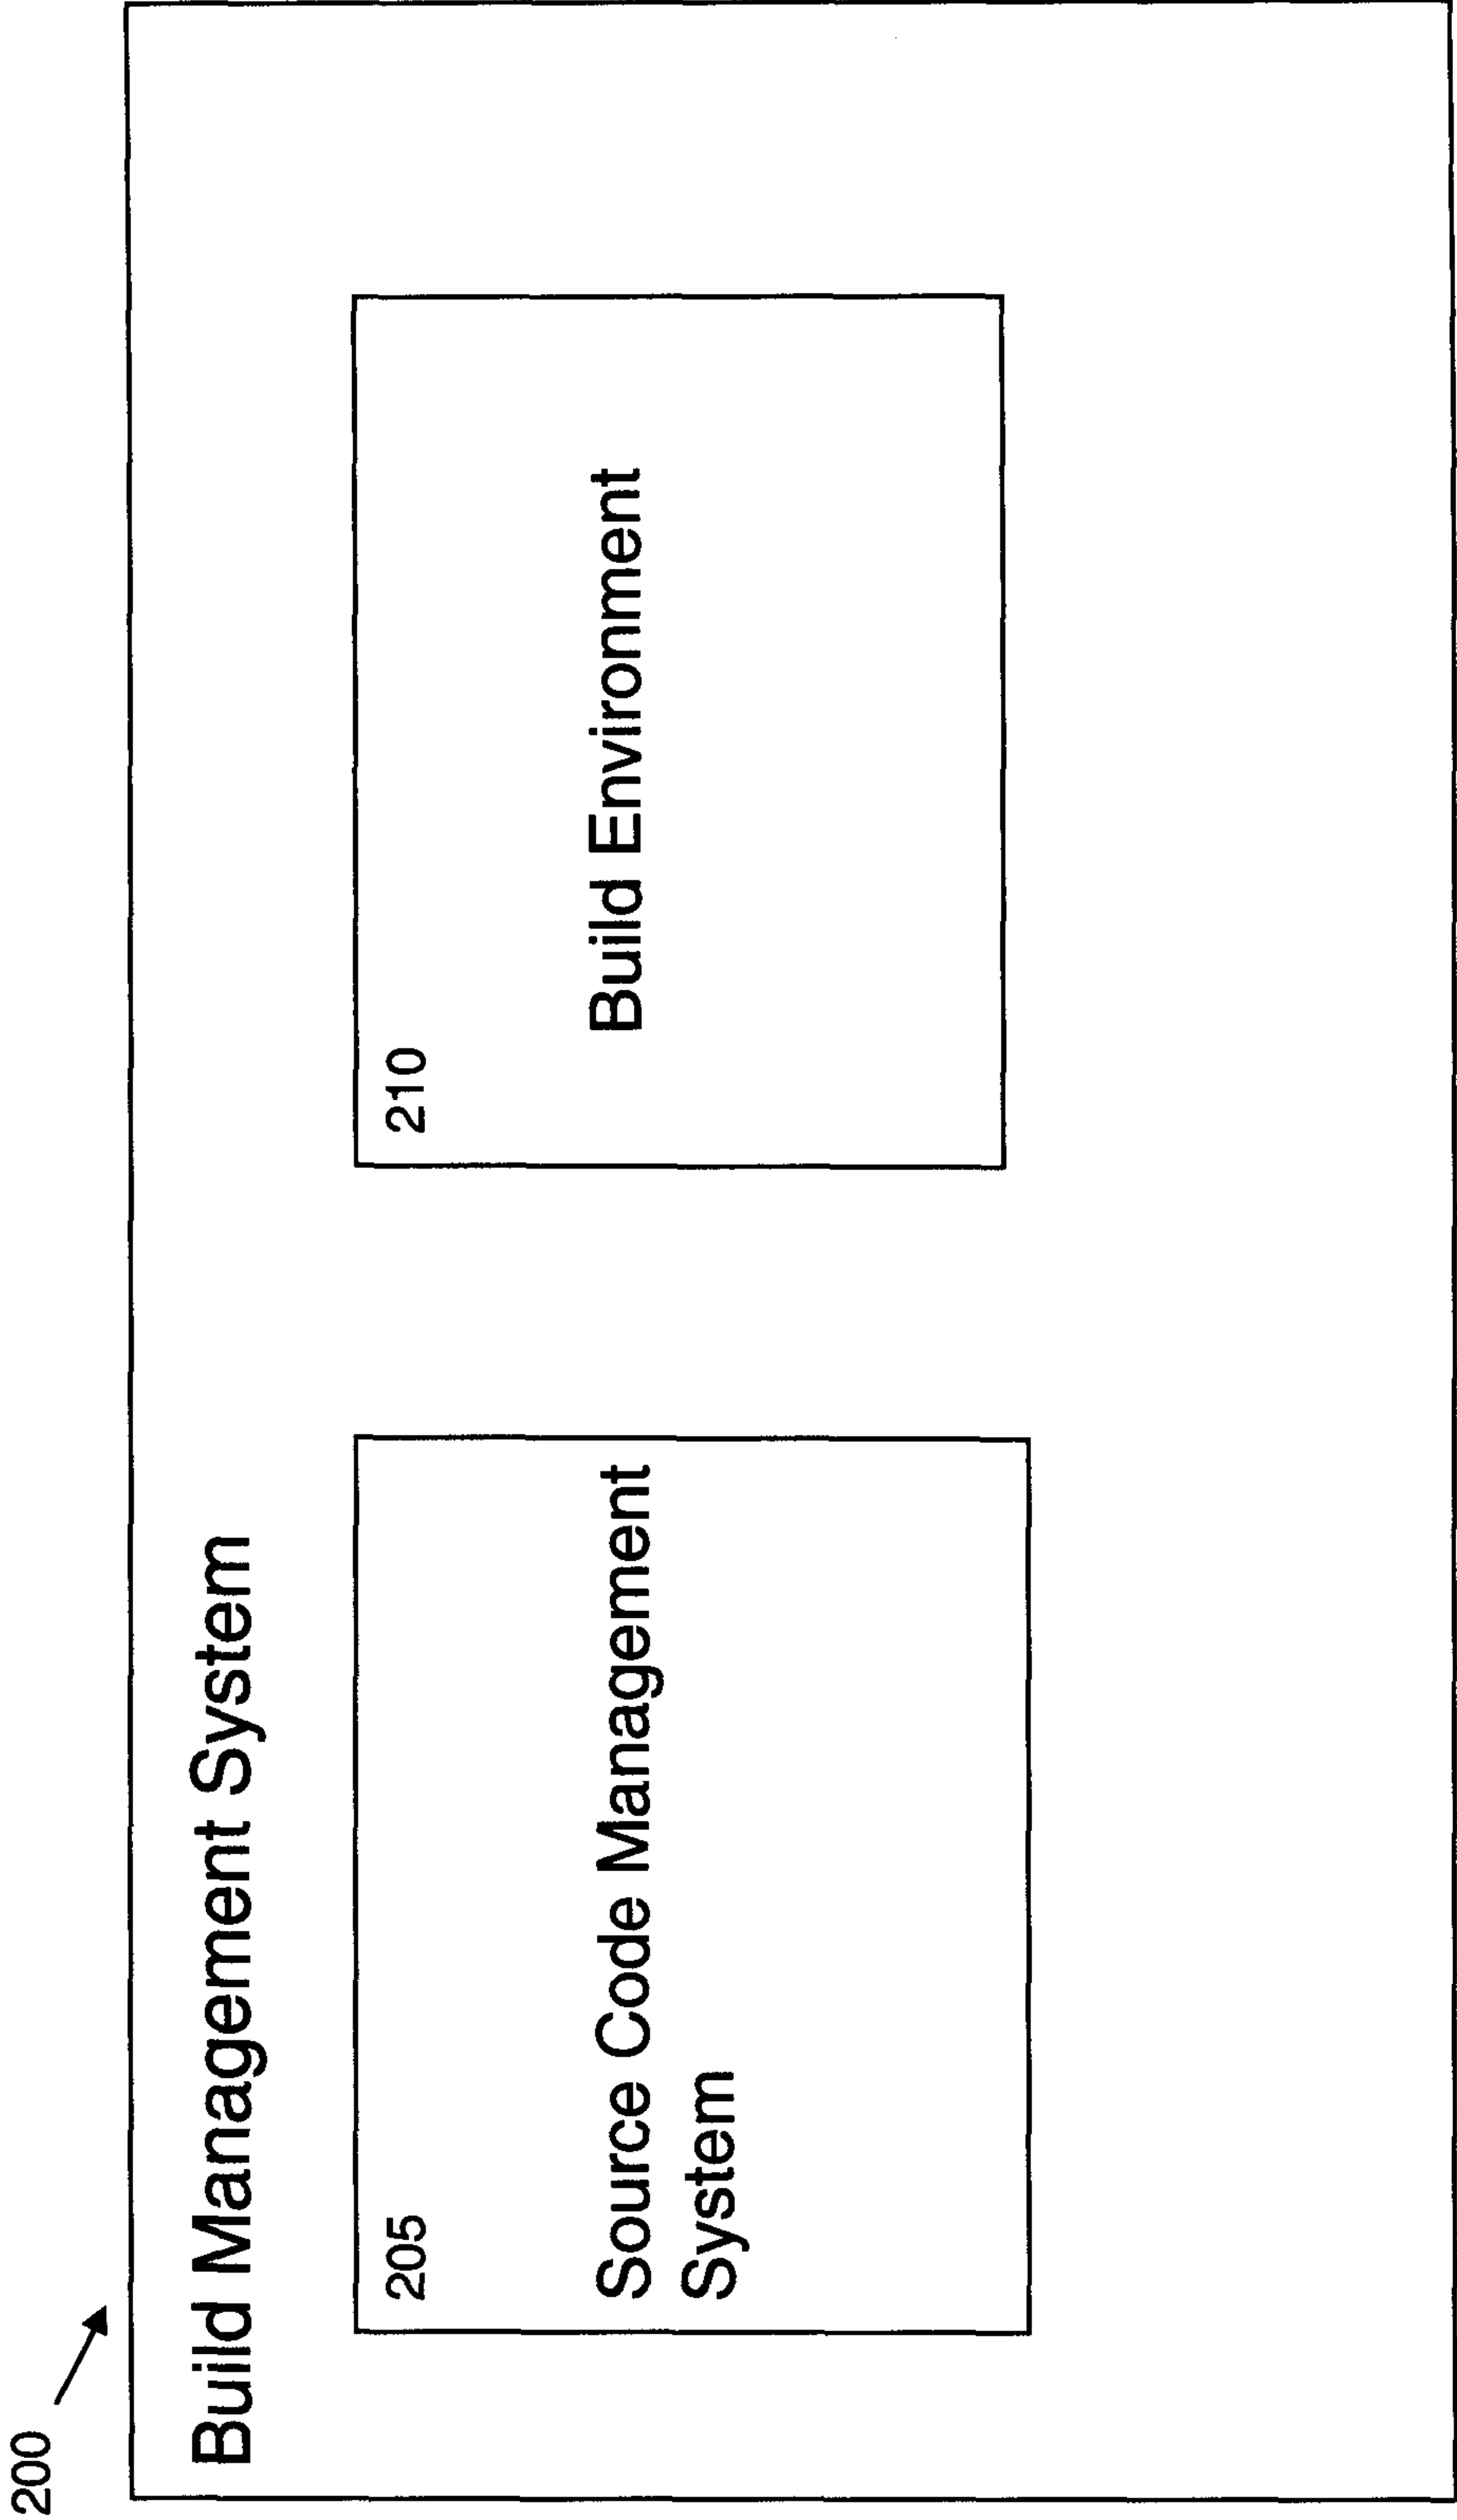 200
Build Management System
205
Source Code Management
System
210
Build Environment